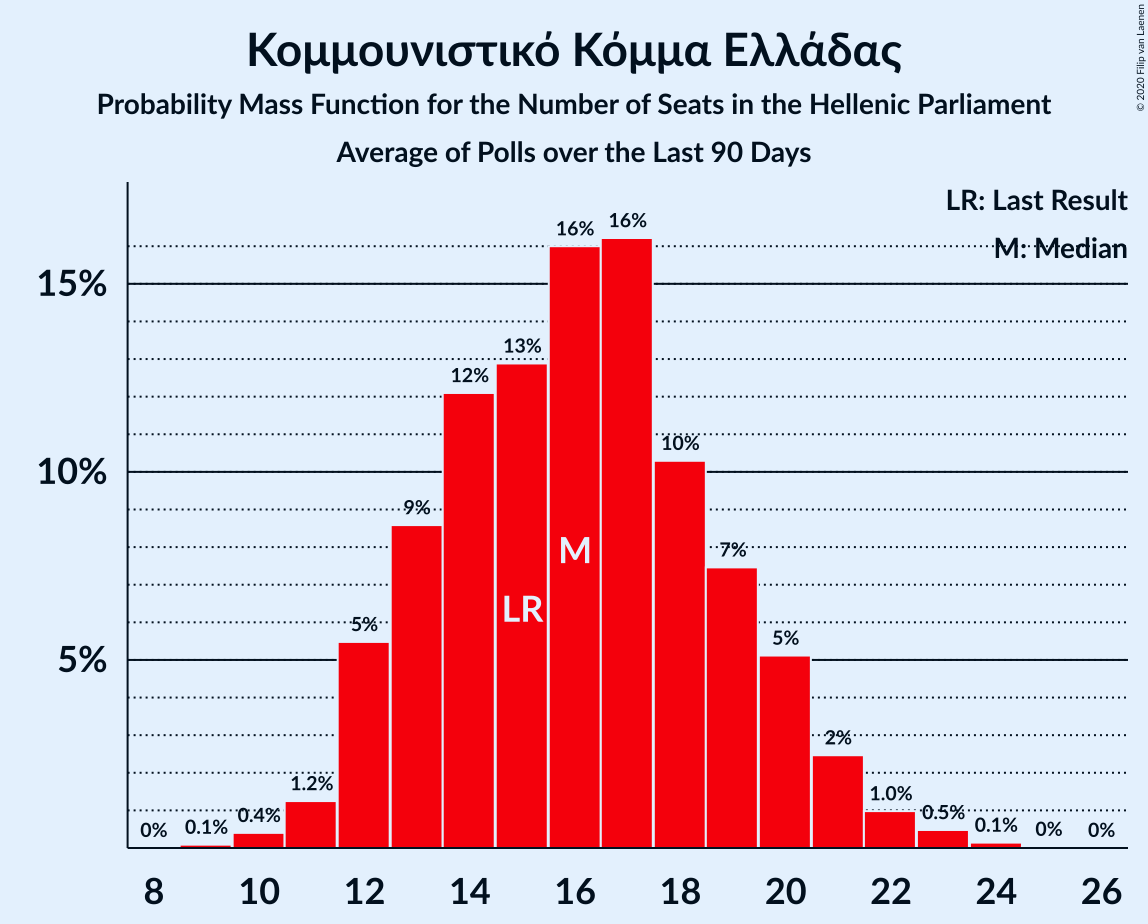 Κομμουνιστικό Κόμμα Ελλάδας
Probability Mass Function for the Number of Seats in the Hellenic Parliament
Average of Polls over the Last 90 Days
© 2020 Filip van Laenen
LR: Last Result
M: Median
15%
10%
5%
0%
0.1%
0.4%
1.2%
5%
9%
12%
13%
16%
16%
10%
7%
5%
2%
1.0%
0.5%
0.1%
0%
0%
M
LR
8 10 12 14 16 18 20 22 24 26